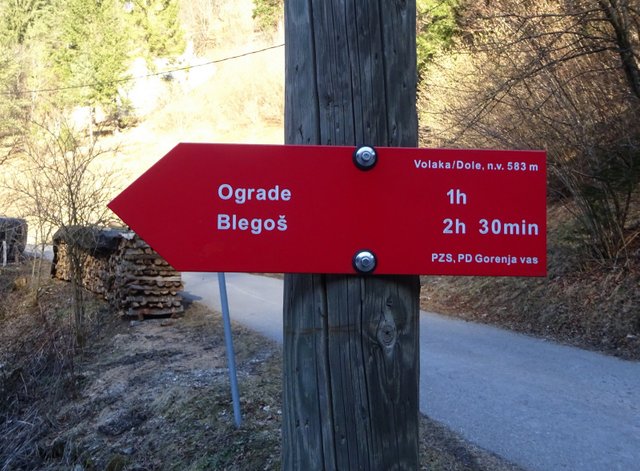 Volaka/Dole, n.v. 583 m
Ograde 1h
Blegoš 2h 30min
PZS, PD Gorenja vas